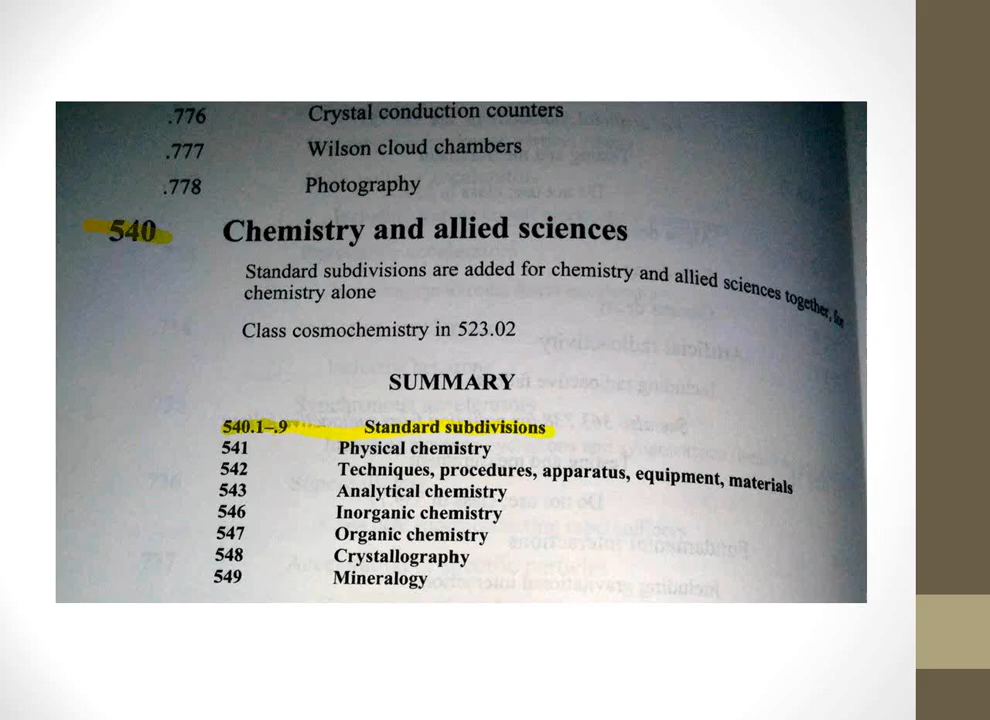 .776 Crystal conduction counters
.777 Wilson cloud chambers
.778 Photography
540 Chemistry and allied sciences
Standard subdivisions are added for chemistry and allied sciences together, for
chemistry alone
Class cosmochemistry in 523.02
SUMMARY
540.1–.9 Standard subdivisions
541 Physical chemistry
542 Techniques, procedures, apparatus, equipment, materials
543 Analytical chemistry
546 Inorganic chemistry
547 Organic chemistry
548 Crystallography
549 Mineralogy